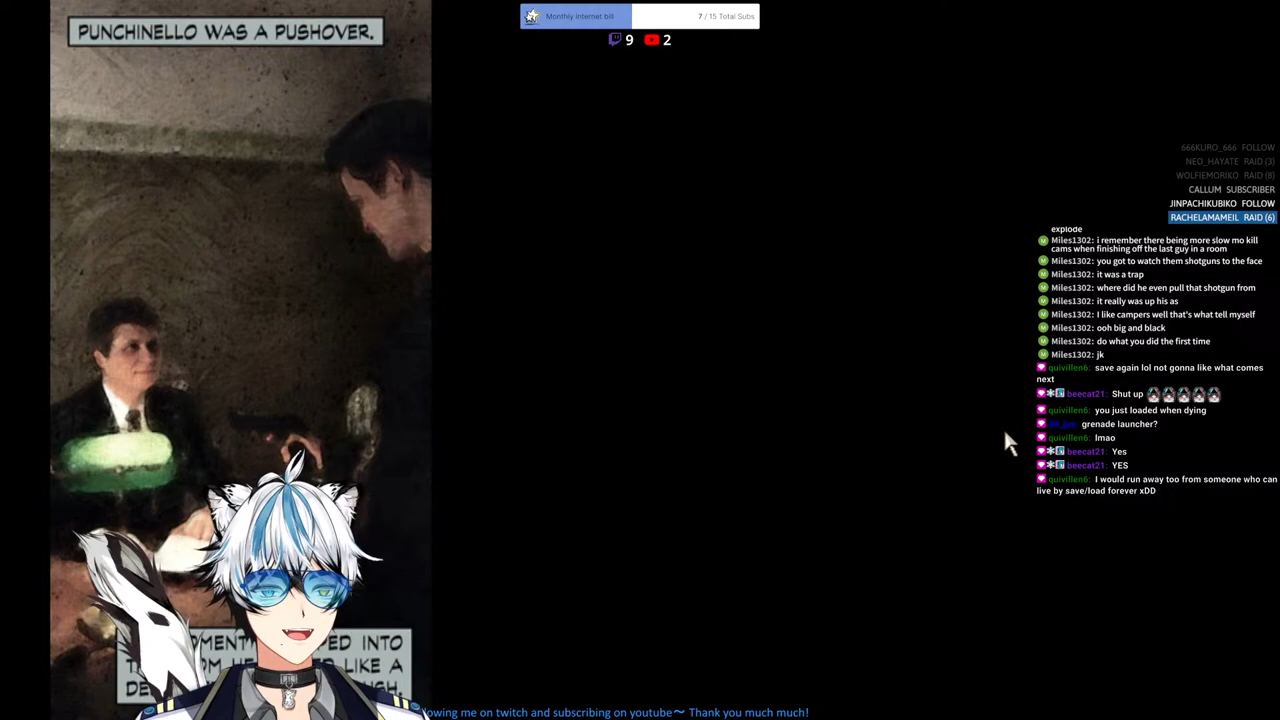 PUNCHINELLO WAS A PUSHOVER.
Monthly internet bill
7 / 15 Total Subs
9
2
666KURO_666 FOLLOW
NEO_HAYATE RAID (3)
WOLFIEMORIKO RAID (8)
CALLUM SUBSCRIBER
JINPACHIKUBIKO FOLLOW
RACHELAMAMEIL RAID (6)
explode
Miles1302: i remember there being more slow mo kill
cams when finishing off the last guy in a room
Miles1302: you got to watch them shotguns to the face
Miles1302: it was a trap
Miles1302: where did he even pull that shotgun from
Miles1302: it really was up his as
Miles1302: I like campers well that's what tell myself
Miles1302: ooh big and black
Miles1302: do what you did the first time
Miles1302: jk
quivillen6: save again lol not gonna like what comes
next
beecat21: Shut up
quivillen6: you just loaded when dying
grenade launcher?
quivillen6: lmao
beecat21: Yes
beecat21: YES
quivillen6: I would run away too from someone who can
live by save/load forever xDD
INTO
LIKE A
owing me on twitch and subscribing on youtube～ Thank you much much!